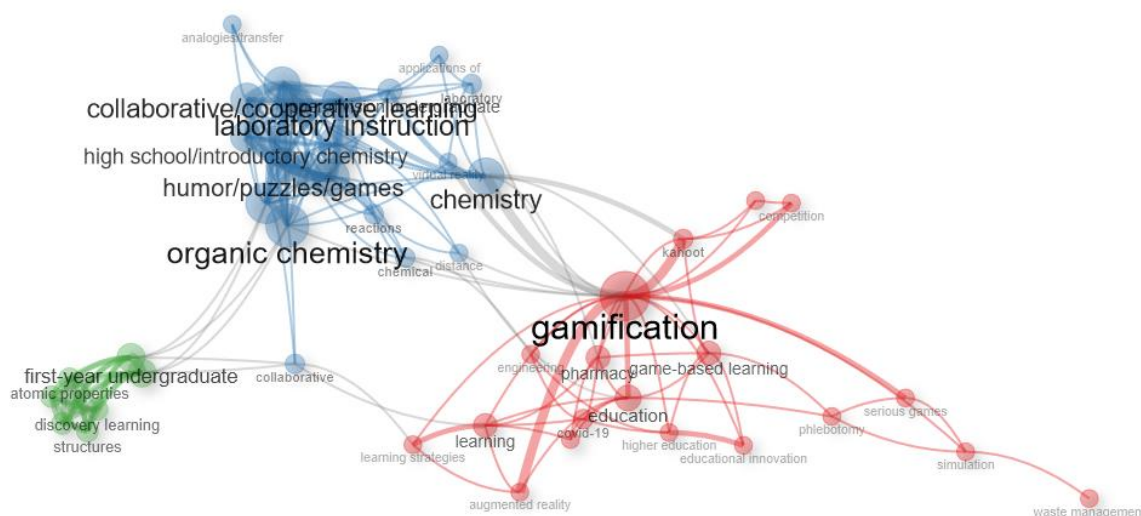 analogies/transfer
applications of
laboratory
collaborative/cooperative learning
undergraduate
laboratory instruction
high school/introductory chemistry
virtual reality
humor/puzzles/games
chemistry
competition
reactions
kahoot
organic chemistry
chemical
distance
gamification
engineering
pharmacy
game-based learning
first-year undergraduate
collaborative
atomic properties
serious games
education
discovery learning
phlebotomy
covid-19
learning
higher education
structures
learning strategies
educational innovation
simulation
augmented reality
waste managemen